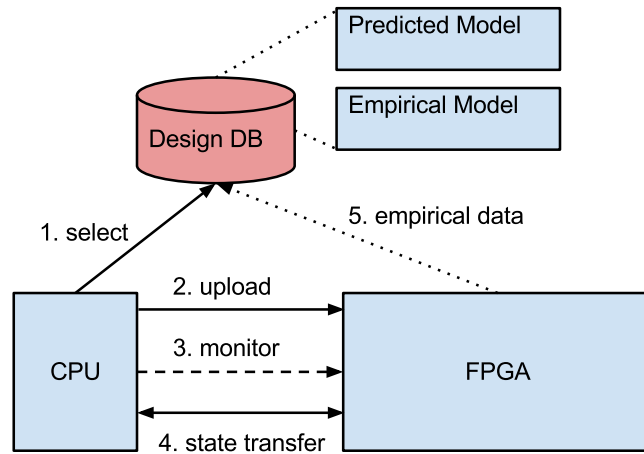 Predicted Model
Empirical Model
Design DB
1. select
5. empirical data
2. upload
3. monitor
CPU
FPGA
4. state transfer